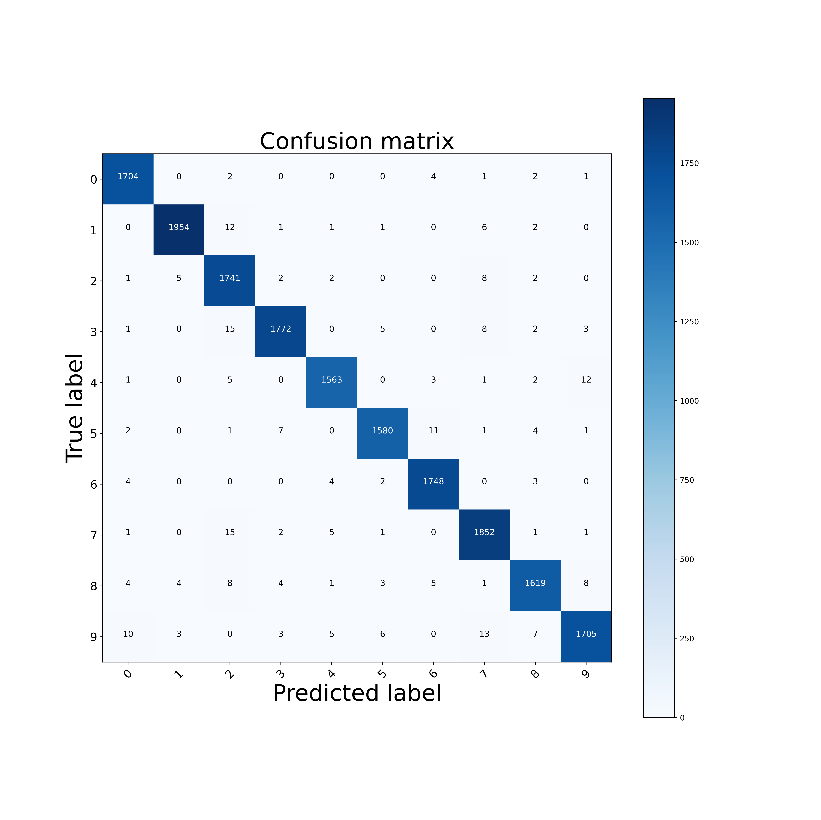 Confusion matrix
0 1704 0 2 0 0 0 4 1 2 1
1 0 1954 12 1 1 1 0 6 2 0
2 1 5 1741 2 2 0 0 8 2 0
3 1 0 15 1772 0 5 0 8 2 3
4 1 0 5 0 1563 0 3 1 2 12
5 2 0 1 7 0 1580 11 1 4 1
6 4 0 0 0 4 2 1748 0 3 0
7 1 0 15 2 5 1 0 1852 1 1
8 4 4 8 4 1 3 5 1 1619 8
9 10 3 0 3 5 6 0 13 7 1705
0 1 2 3 4 5 6 7 8 9
True label
Predicted label
1750
1500
1250
1000
750
500
250
0